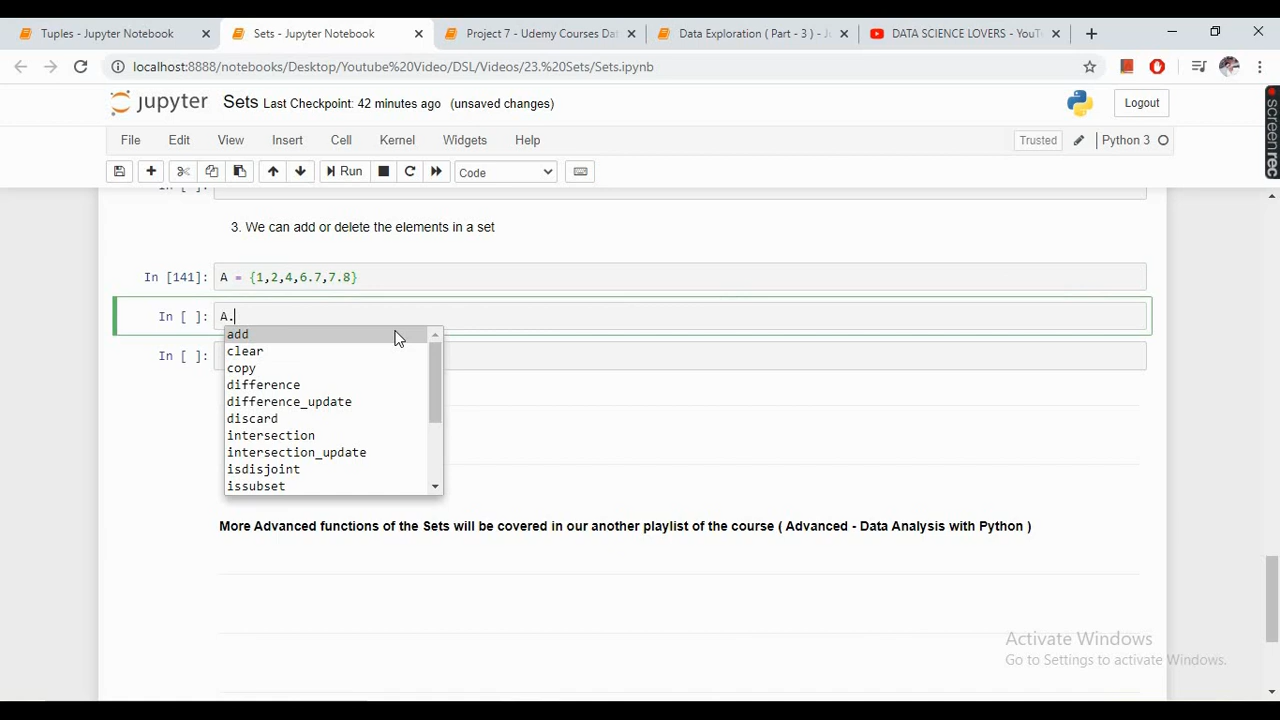 Tuples - Jupyter Notebook
Sets - Jupyter Notebook
Project 7 - Udemy Courses Dat
Data Exploration ( Part - 3 ) - Ju
DATA SCIENCE LOVERS - YouTu
localhost:8888/notebooks/Desktop/Youtube%20Video/DSL/Videos/23.%20Sets/Sets.ipynb
jupyter Sets Last Checkpoint: 42 minutes ago (unsaved changes)
Logout
File Edit View Insert Cell Kernel Widgets Help
Trusted
Python 3
Run
Code
In [ ]:
3. We can add or delete the elements in a set
In [141]: A = {1,2,4,6.7,7.8}
In [ ]: A.
add
In [ ]:
clear
copy
difference
difference_update
discard
intersection
intersection_update
isdisjoint
issubset
More Advanced functions of the Sets will be covered in our another playlist of the course ( Advanced - Data Analysis with Python )
Activate Windows
Go to Settings to activate Windows.
screenrec